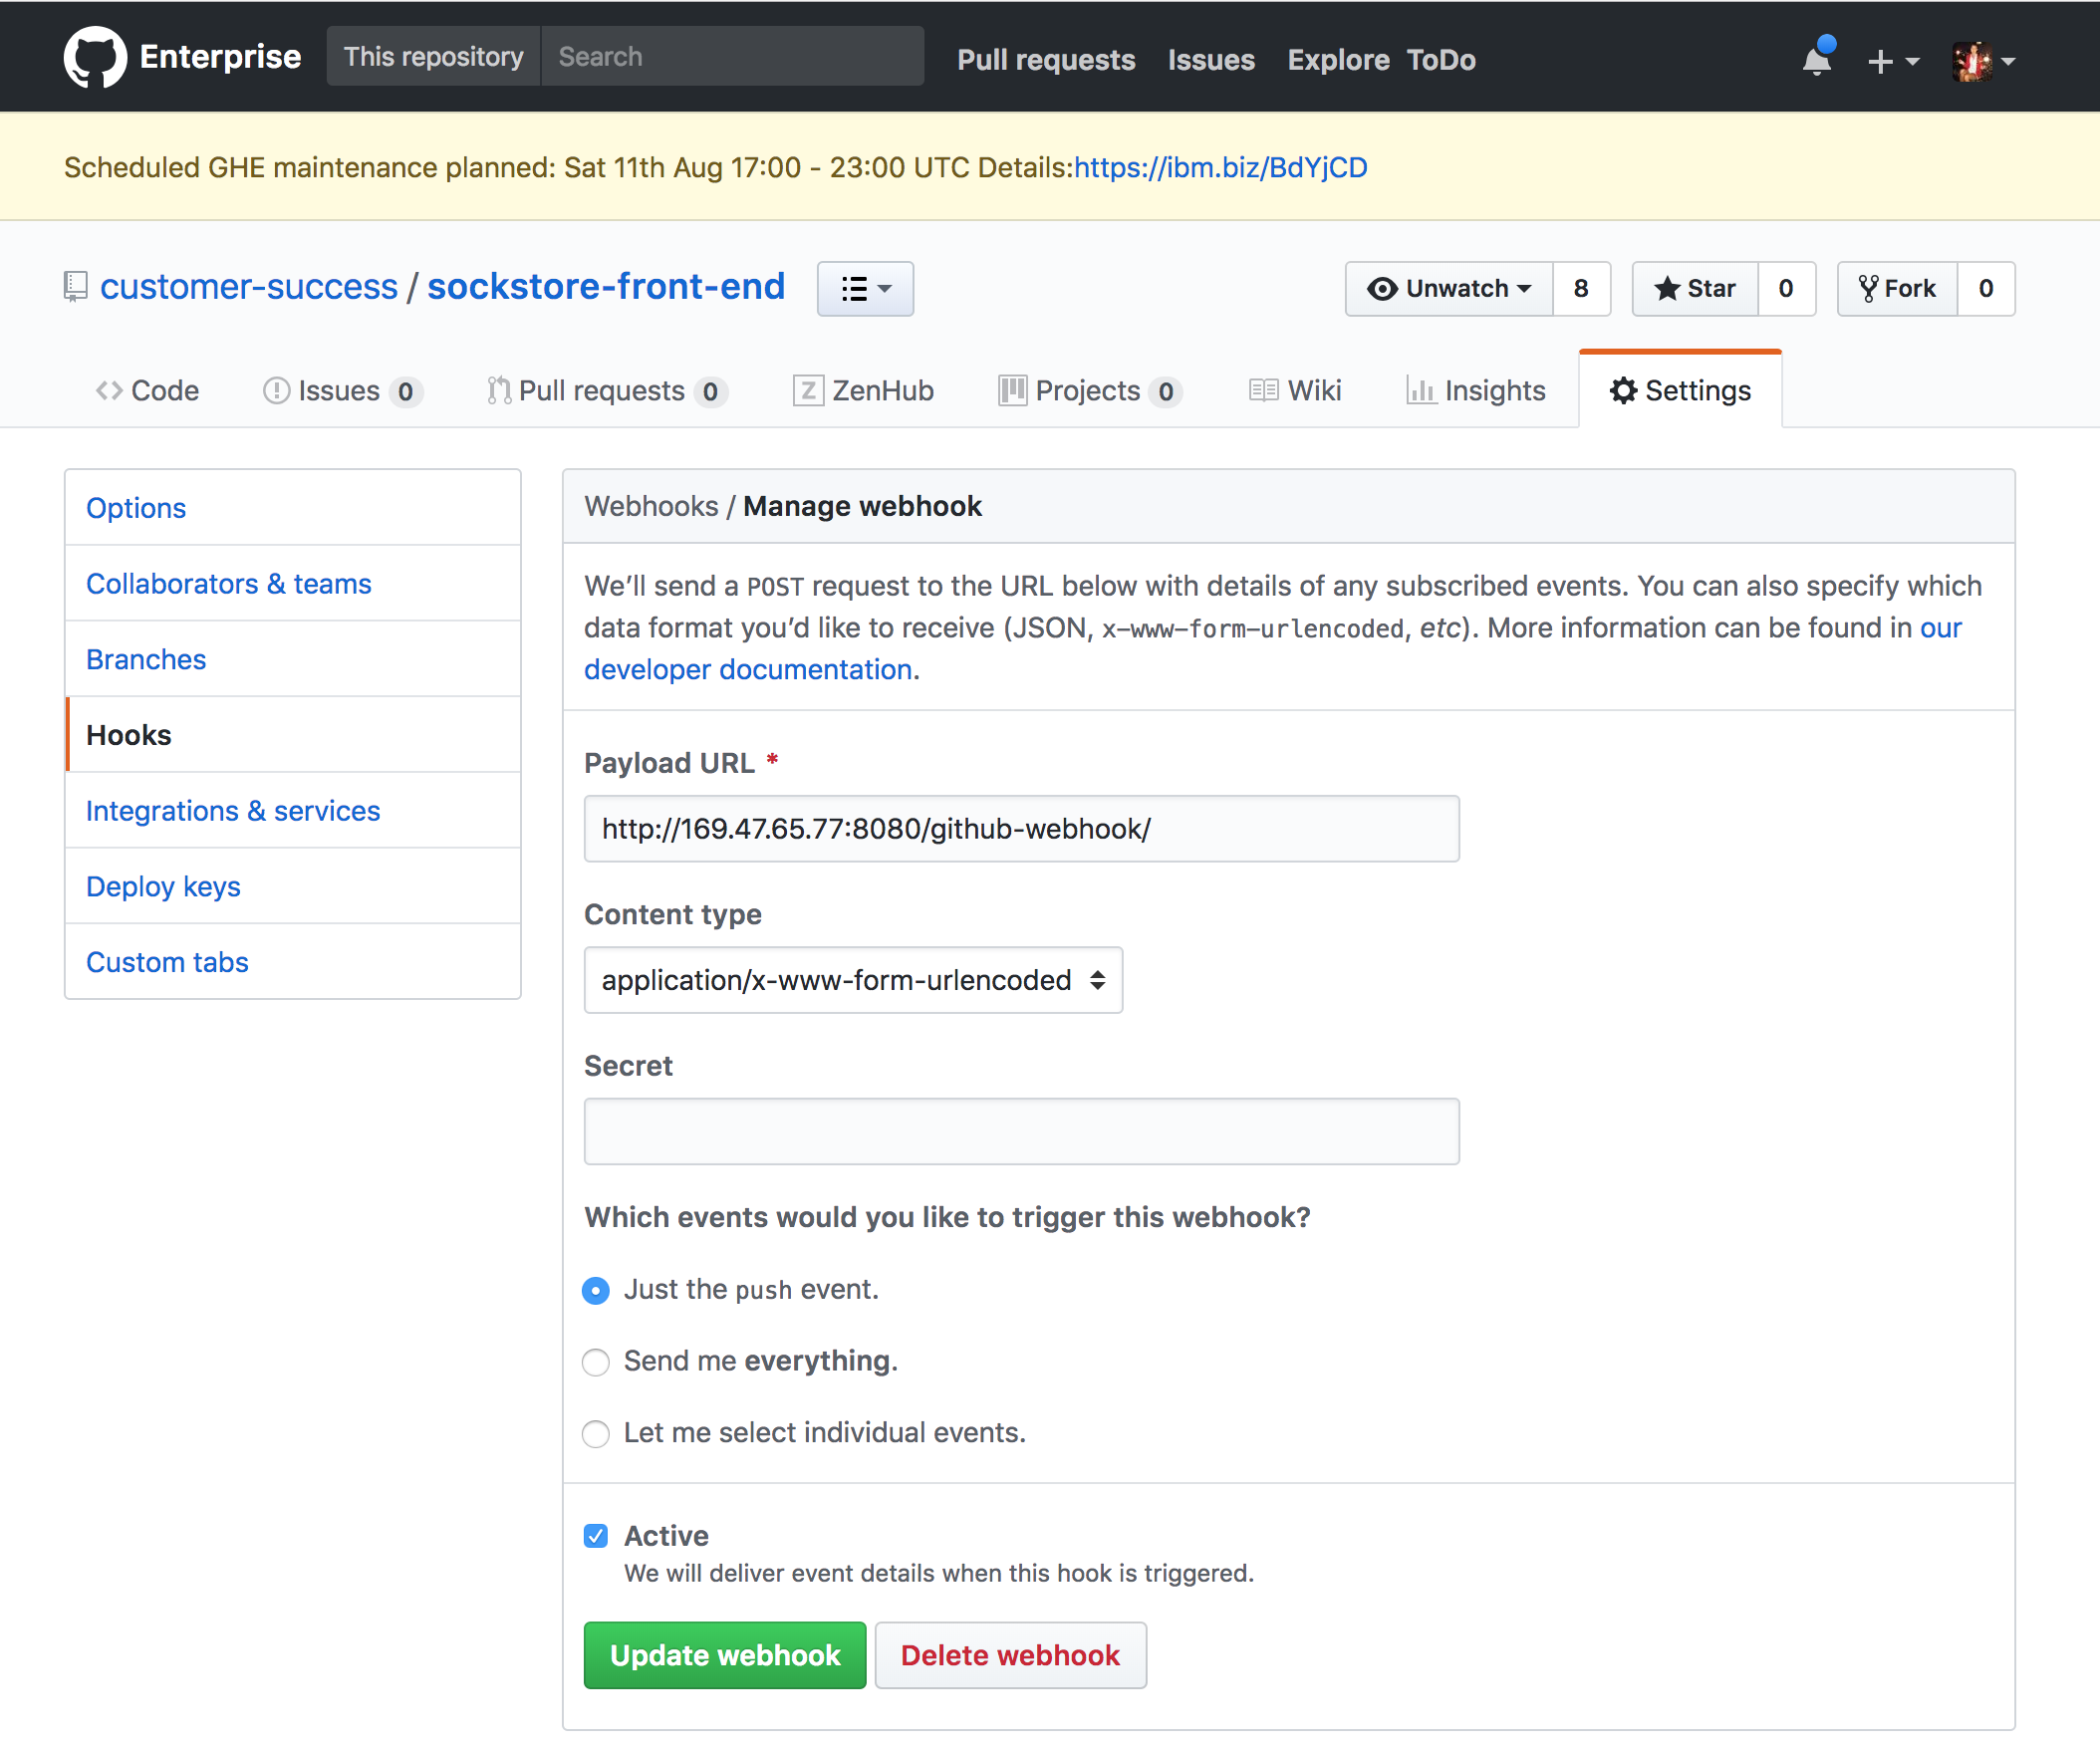 Enterprise This repository Search Pull requests Issues Explore ToDo
Scheduled GHE maintenance planned: Sat 11th Aug 17:00 - 23:00 UTC Details:https://ibm.biz/BdYjCD
customer-success / sockstore-front-end Unwatch 8 Star 0 Fork 0
Code Issues 0 Pull requests 0 Z ZenHub Projects 0 Wiki Insights Settings
Options
Collaborators & teams
Branches
Hooks
Integrations & services
Deploy keys
Custom tabs
Webhooks / Manage webhook
We’ll send a POST request to the URL below with details of any subscribed events. You can also specify which
data format you’d like to receive (JSON, x-www-form-urlencoded, etc). More information can be found in our
developer documentation.
Payload URL *
http://169.47.65.77:8080/github-webhook/
Content type
application/x-www-form-urlencoded
Secret
Which events would you like to trigger this webhook?
Just the push event.
Send me everything.
Let me select individual events.
Active
We will deliver event details when this hook is triggered.
Update webhook Delete webhook